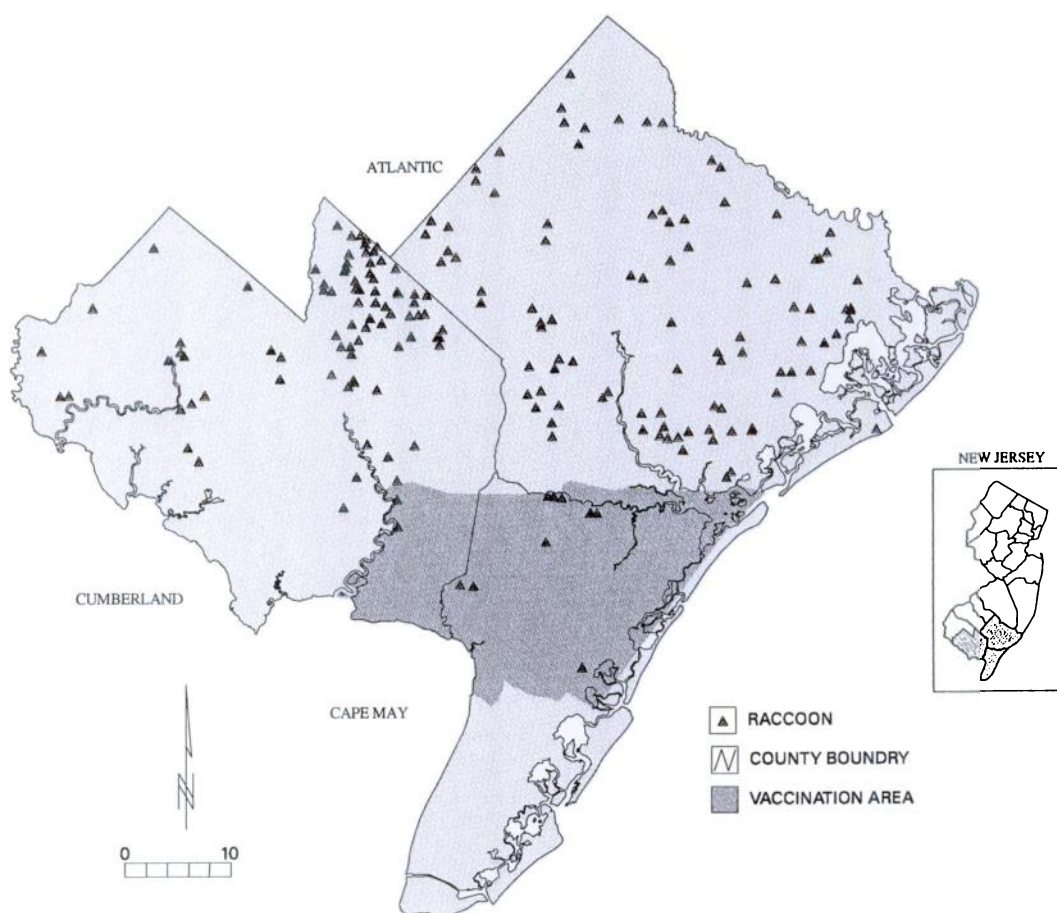 ATLANTIC
NEW JERSEY
CUMBERLAND
CAPE MAY
RACCOON
COUNTY BOUNDRY
VACCINATION AREA
N
0 10